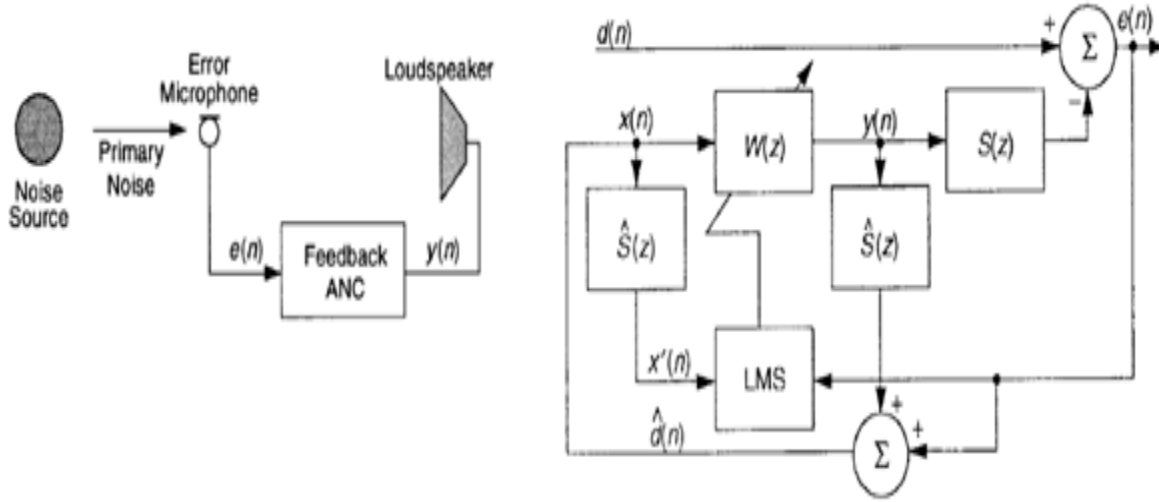 Error
Microphone
Loudspeaker
Primary
Noise
Noise
Source
e(n)
Feedback
ANC
y(n)
d(n)
+
Σ
e(n)
−
x(n)
W(z)
y(n)
S(z)
Ŝ(z)
Ŝ(z)
x'(n)
LMS
d̂(n)
+
+
Σ